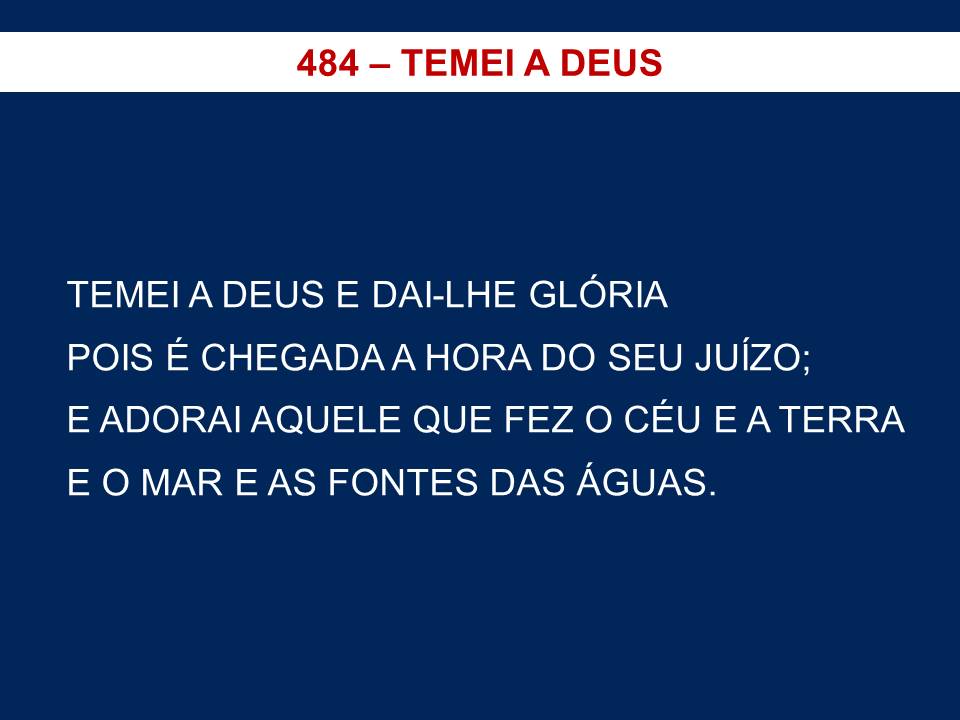 484 – TEMEI A DEUS
TEMEI A DEUS E DAI-LHE GLÓRIA
POIS É CHEGADA A HORA DO SEU JUÍZO;
E ADORAI AQUELE QUE FEZ O CÉU E A TERRA
E O MAR E AS FONTES DAS ÁGUAS.